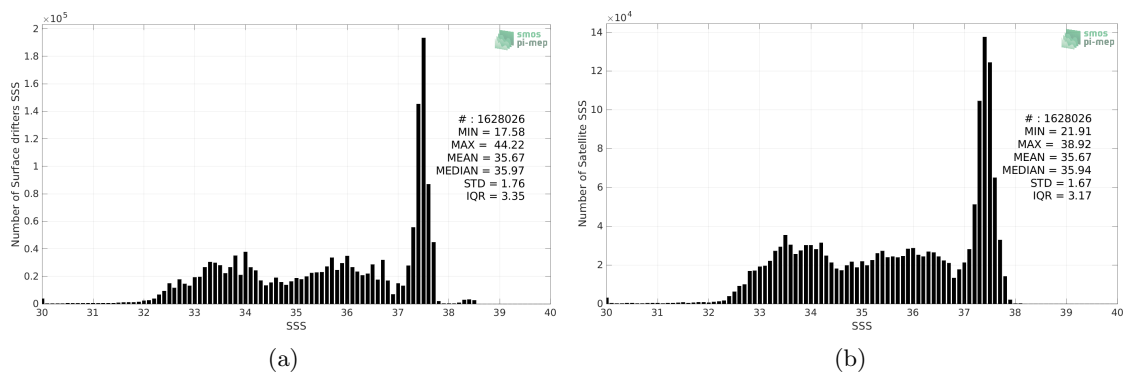 ×10⁵
2
1.8
1.6
1.4
1.2
1
0.8
0.6
0.4
0.2
0
Number of Surface drifters SSS
smos
pi-mep
# : 1628026
MIN = 17.58
MAX = 44.22
MEAN = 35.67
MEDIAN = 35.97
STD = 1.76
IQR = 3.35
30 31 32 33 34 35 36 37 38 39 40
SSS
(a)
×10⁴
14
12
10
8
6
4
2
0
Number of Satellite SSS
smos
pi-mep
# : 1628026
MIN = 21.91
MAX = 38.92
MEAN = 35.67
MEDIAN = 35.94
STD = 1.67
IQR = 3.17
30 31 32 33 34 35 36 37 38 39 40
SSS
(b)